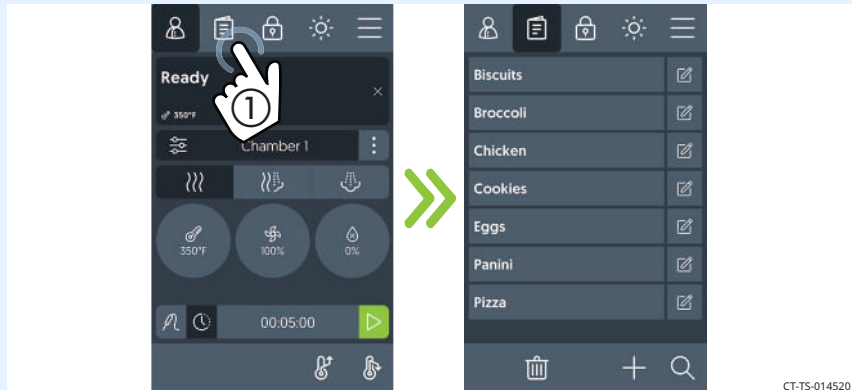 Ready
350°F
1
Chamber 1
350°F
100%
0%
00:05:00
Biscuits
Broccoli
Chicken
Cookies
Eggs
Panini
Pizza
CT-TS-014520